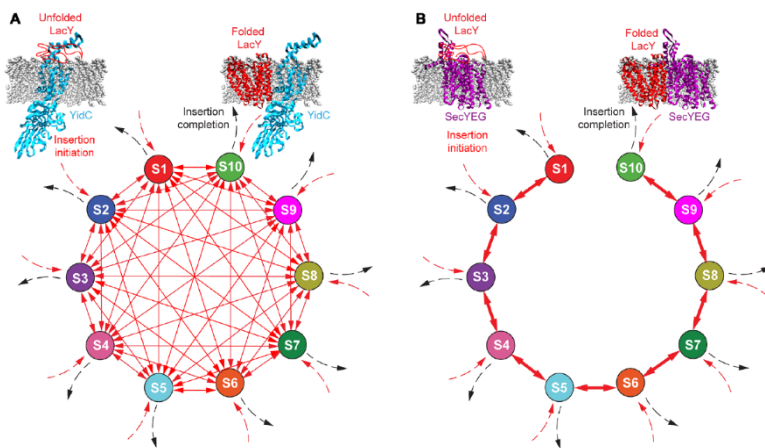 A
Unfolded
LacY
YidC
Insertion
initiation
Folded
LacY
Insertion
completion
YidC
S1
S10
S2
S9
S3
S8
S4
S7
S5
S6
B
Unfolded
LacY
SecYEG
Insertion
initiation
Folded
LacY
Insertion
completion
SecYEG
S1
S10
S2
S9
S3
S8
S4
S7
S5
S6